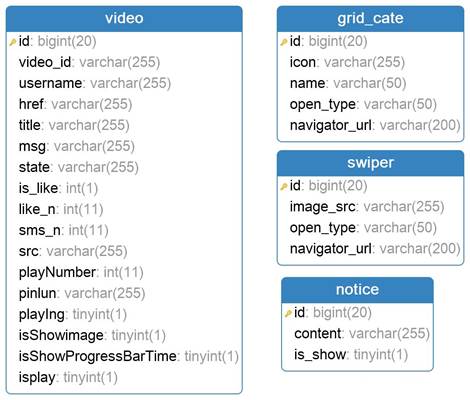 video
id: bigint(20)
video_id: varchar(255)
username: varchar(255)
href: varchar(255)
title: varchar(255)
msg: varchar(255)
state: varchar(255)
is_like: int(1)
like_n: int(11)
sms_n: int(11)
src: varchar(255)
playNumber: int(11)
pinlun: varchar(255)
playIng: tinyint(1)
isShowimage: tinyint(1)
isShowProgressBarTime: tinyint(1)
isplay: tinyint(1)
grid_cate
id: bigint(20)
icon: varchar(255)
name: varchar(50)
open_type: varchar(50)
navigator_url: varchar(200)
swiper
id: bigint(20)
image_src: varchar(255)
open_type: varchar(50)
navigator_url: varchar(200)
notice
id: bigint(20)
content: varchar(255)
is_show: tinyint(1)